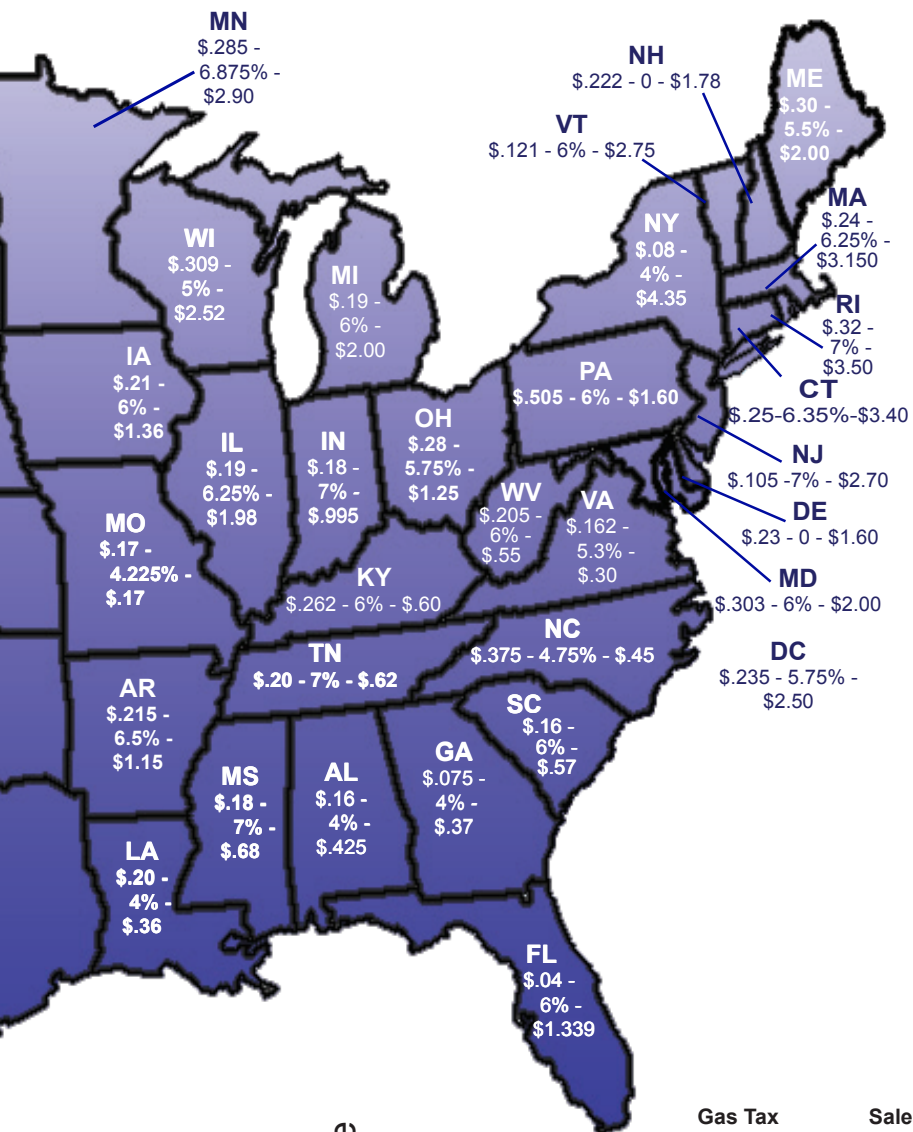 MN
$.285 -
6.875% -
$2.90
NH
$.222 - 0 - $1.78
VT
$.121 - 6% - $2.75
ME
$.30 -
5.5% -
$2.00
MA
$.24 -
6.25% -
$3.150
NY
$.08 -
4% -
$4.35
WI
$.309 -
5% -
$2.52
MI
$.19 -
6% -
$2.00
RI
$.32 -
7% -
$3.50
IA
$.21 -
6% -
$1.36
PA
$.505 - 6% - $1.60
CT
$.25-6.35%-$3.40
IL
$.19 -
6.25% -
$1.98
IN
$.18 -
7% -
$.995
OH
$.28 -
5.75% -
$1.25
NJ
$.105 -7% - $2.70
WV
$.205 -
6% -
$.55
VA
$.162 -
5.3% -
$.30
DE
$.23 - 0 - $1.60
MO
$.17 -
4.225% -
$.17
KY
$.262 - 6% - $.60
MD
$.303 - 6% - $2.00
TN
$.20 - 7% - $.62
NC
$.375 - 4.75% - $.45
DC
$.235 - 5.75% -
$2.50
AR
$.215 -
6.5% -
$1.15
SC
$.16 -
6% -
$.57
MS
$.18 -
7% -
$.68
AL
$.16 -
4% -
$.425
GA
$.075 -
4% -
$.37
LA
$.20 -
4% -
$.36
FL
$.04 -
6% -
$1.339
Gas Tax Sale